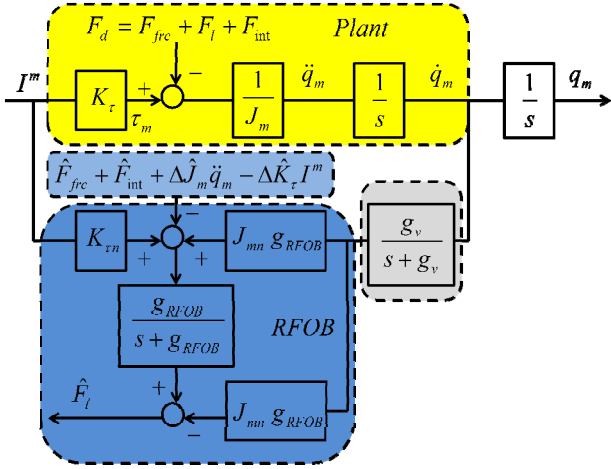 F_d = F_frc + F_l + F_int
Plant
I^m
K_τ
+
τ_m
−
1/J_m
q̈_m
1/s
q̇_m
1/s
q_m
F̂_frc + F̂_int + ΔĴ_m q̈_m − ΔK̂_τ I^m
−
K_τn
+
+
J_mn g_RFOB
g_v/(s + g_v)
g_RFOB/(s + g_RFOB)
RFOB
F̂_l
+
−
J_mn g_RFOB